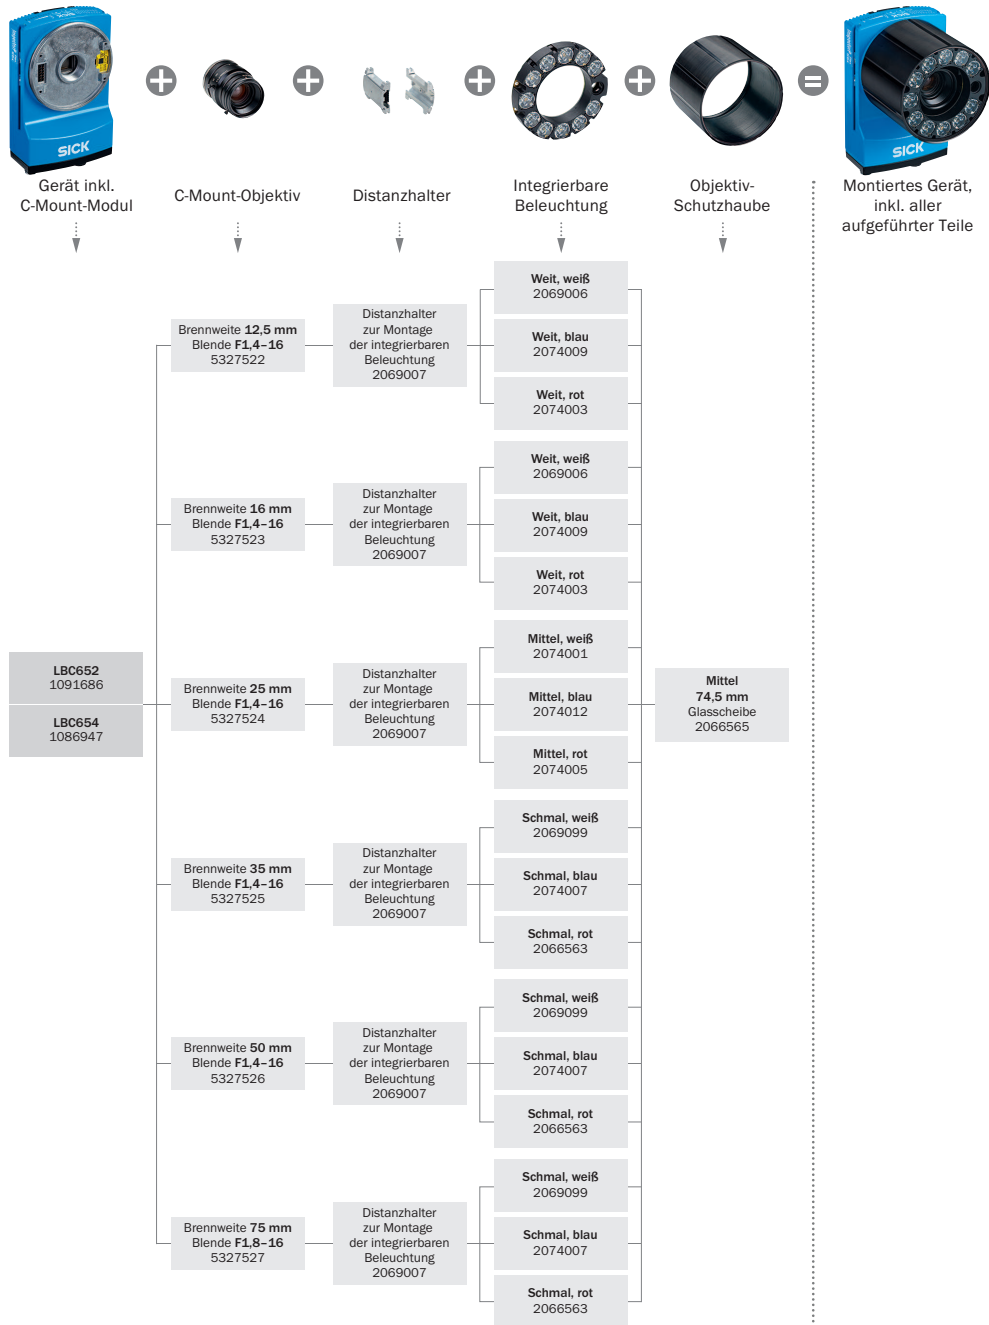 SICK
SICK
Gerät inkl.
C-Mount-Modul
C-Mount-Objektiv
Distanzhalter
Integrierbare
Beleuchtung
Objektiv-
Schutzhaube
Montiertes Gerät,
inkl. aller
aufgeführter Teile
LBC652
1091686
LBC654
1086947
Brennweite 12,5 mm
Blende F1,4–16
5327522
Distanzhalter
zur Montage
der integrierbaren
Beleuchtung
2069007
Weit, weiß
2069006
Weit, blau
2074009
Weit, rot
2074003
Brennweite 16 mm
Blende F1,4–16
5327523
Distanzhalter
zur Montage
der integrierbaren
Beleuchtung
2069007
Weit, weiß
2069006
Weit, blau
2074009
Weit, rot
2074003
Brennweite 25 mm
Blende F1,4–16
5327524
Distanzhalter
zur Montage
der integrierbaren
Beleuchtung
2069007
Mittel, weiß
2074001
Mittel, blau
2074012
Mittel, rot
2074005
Brennweite 35 mm
Blende F1,4–16
5327525
Distanzhalter
zur Montage
der integrierbaren
Beleuchtung
2069007
Schmal, weiß
2069099
Schmal, blau
2074007
Schmal, rot
2066563
Brennweite 50 mm
Blende F1,4–16
5327526
Distanzhalter
zur Montage
der integrierbaren
Beleuchtung
2069007
Schmal, weiß
2069099
Schmal, blau
2074007
Schmal, rot
2066563
Brennweite 75 mm
Blende F1,8–16
5327527
Distanzhalter
zur Montage
der integrierbaren
Beleuchtung
2069007
Schmal, weiß
2069099
Schmal, blau
2074007
Schmal, rot
2066563
Mittel
74,5 mm
Glasscheibe
2066565